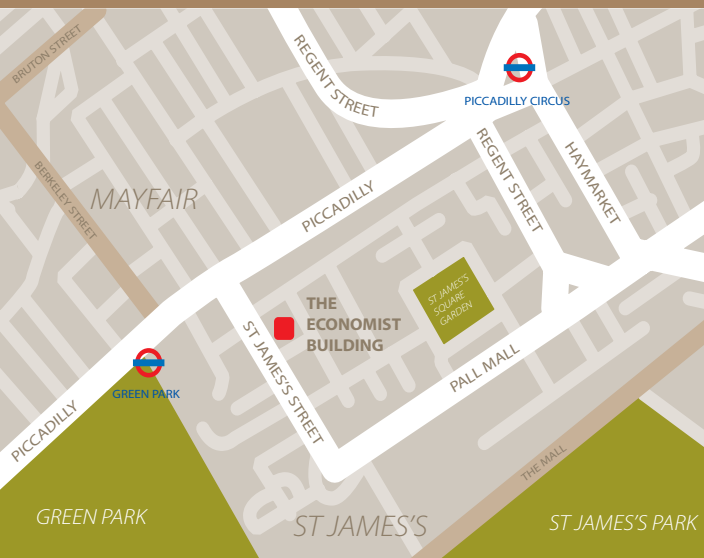 BRUTON STREET
REGENT STREET
PICCADILLY CIRCUS
BERKELEY STREET
MAYFAIR
PICCADILLY
REGENT STREET
HAYMARKET
ST JAMES'S
SQUARE
GARDEN
THE
ECONOMIST
BUILDING
ST JAMES'S STREET
PALL MALL
GREEN PARK
PICCADILLY
THE MALL
GREEN PARK
ST JAMES'S
ST JAMES'S PARK